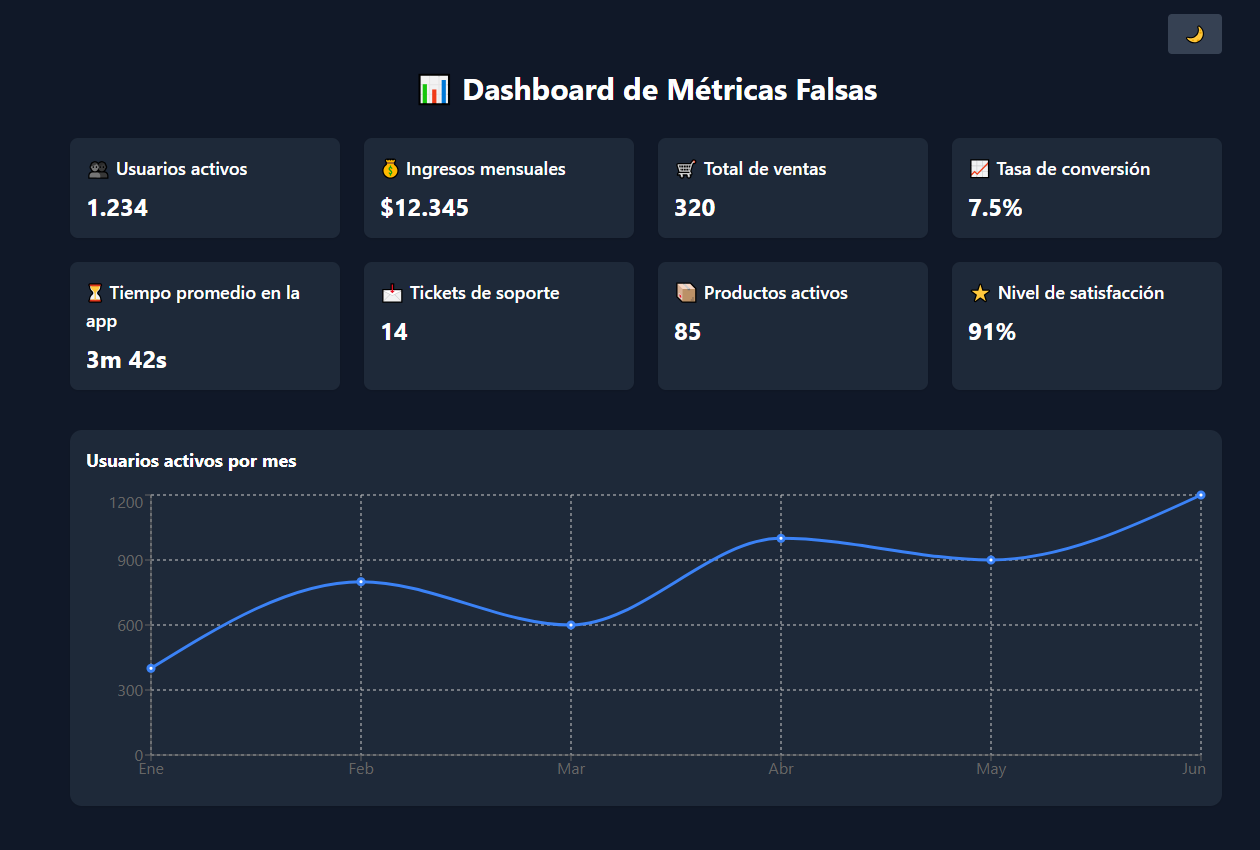 Dashboard de Métricas Falsas
Usuarios activos
1.234
Ingresos mensuales
$12.345
Total de ventas
320
Tasa de conversión
7.5%
Tiempo promedio en la
app
3m 42s
Tickets de soporte
14
Productos activos
85
Nivel de satisfacción
91%
Usuarios activos por mes
1200
900
600
300
0
Ene Feb Mar Abr May Jun